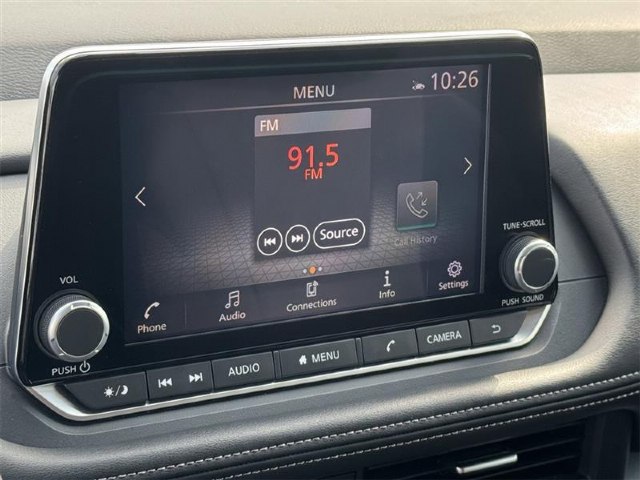 MENU
10:26
FM
91.5
FM
Source
Call History
TUNE·SCROLL
VOL
Phone
Audio
Connections
Info
Settings
PUSH
PUSH SOUND
AUDIO
MENU
CAMERA